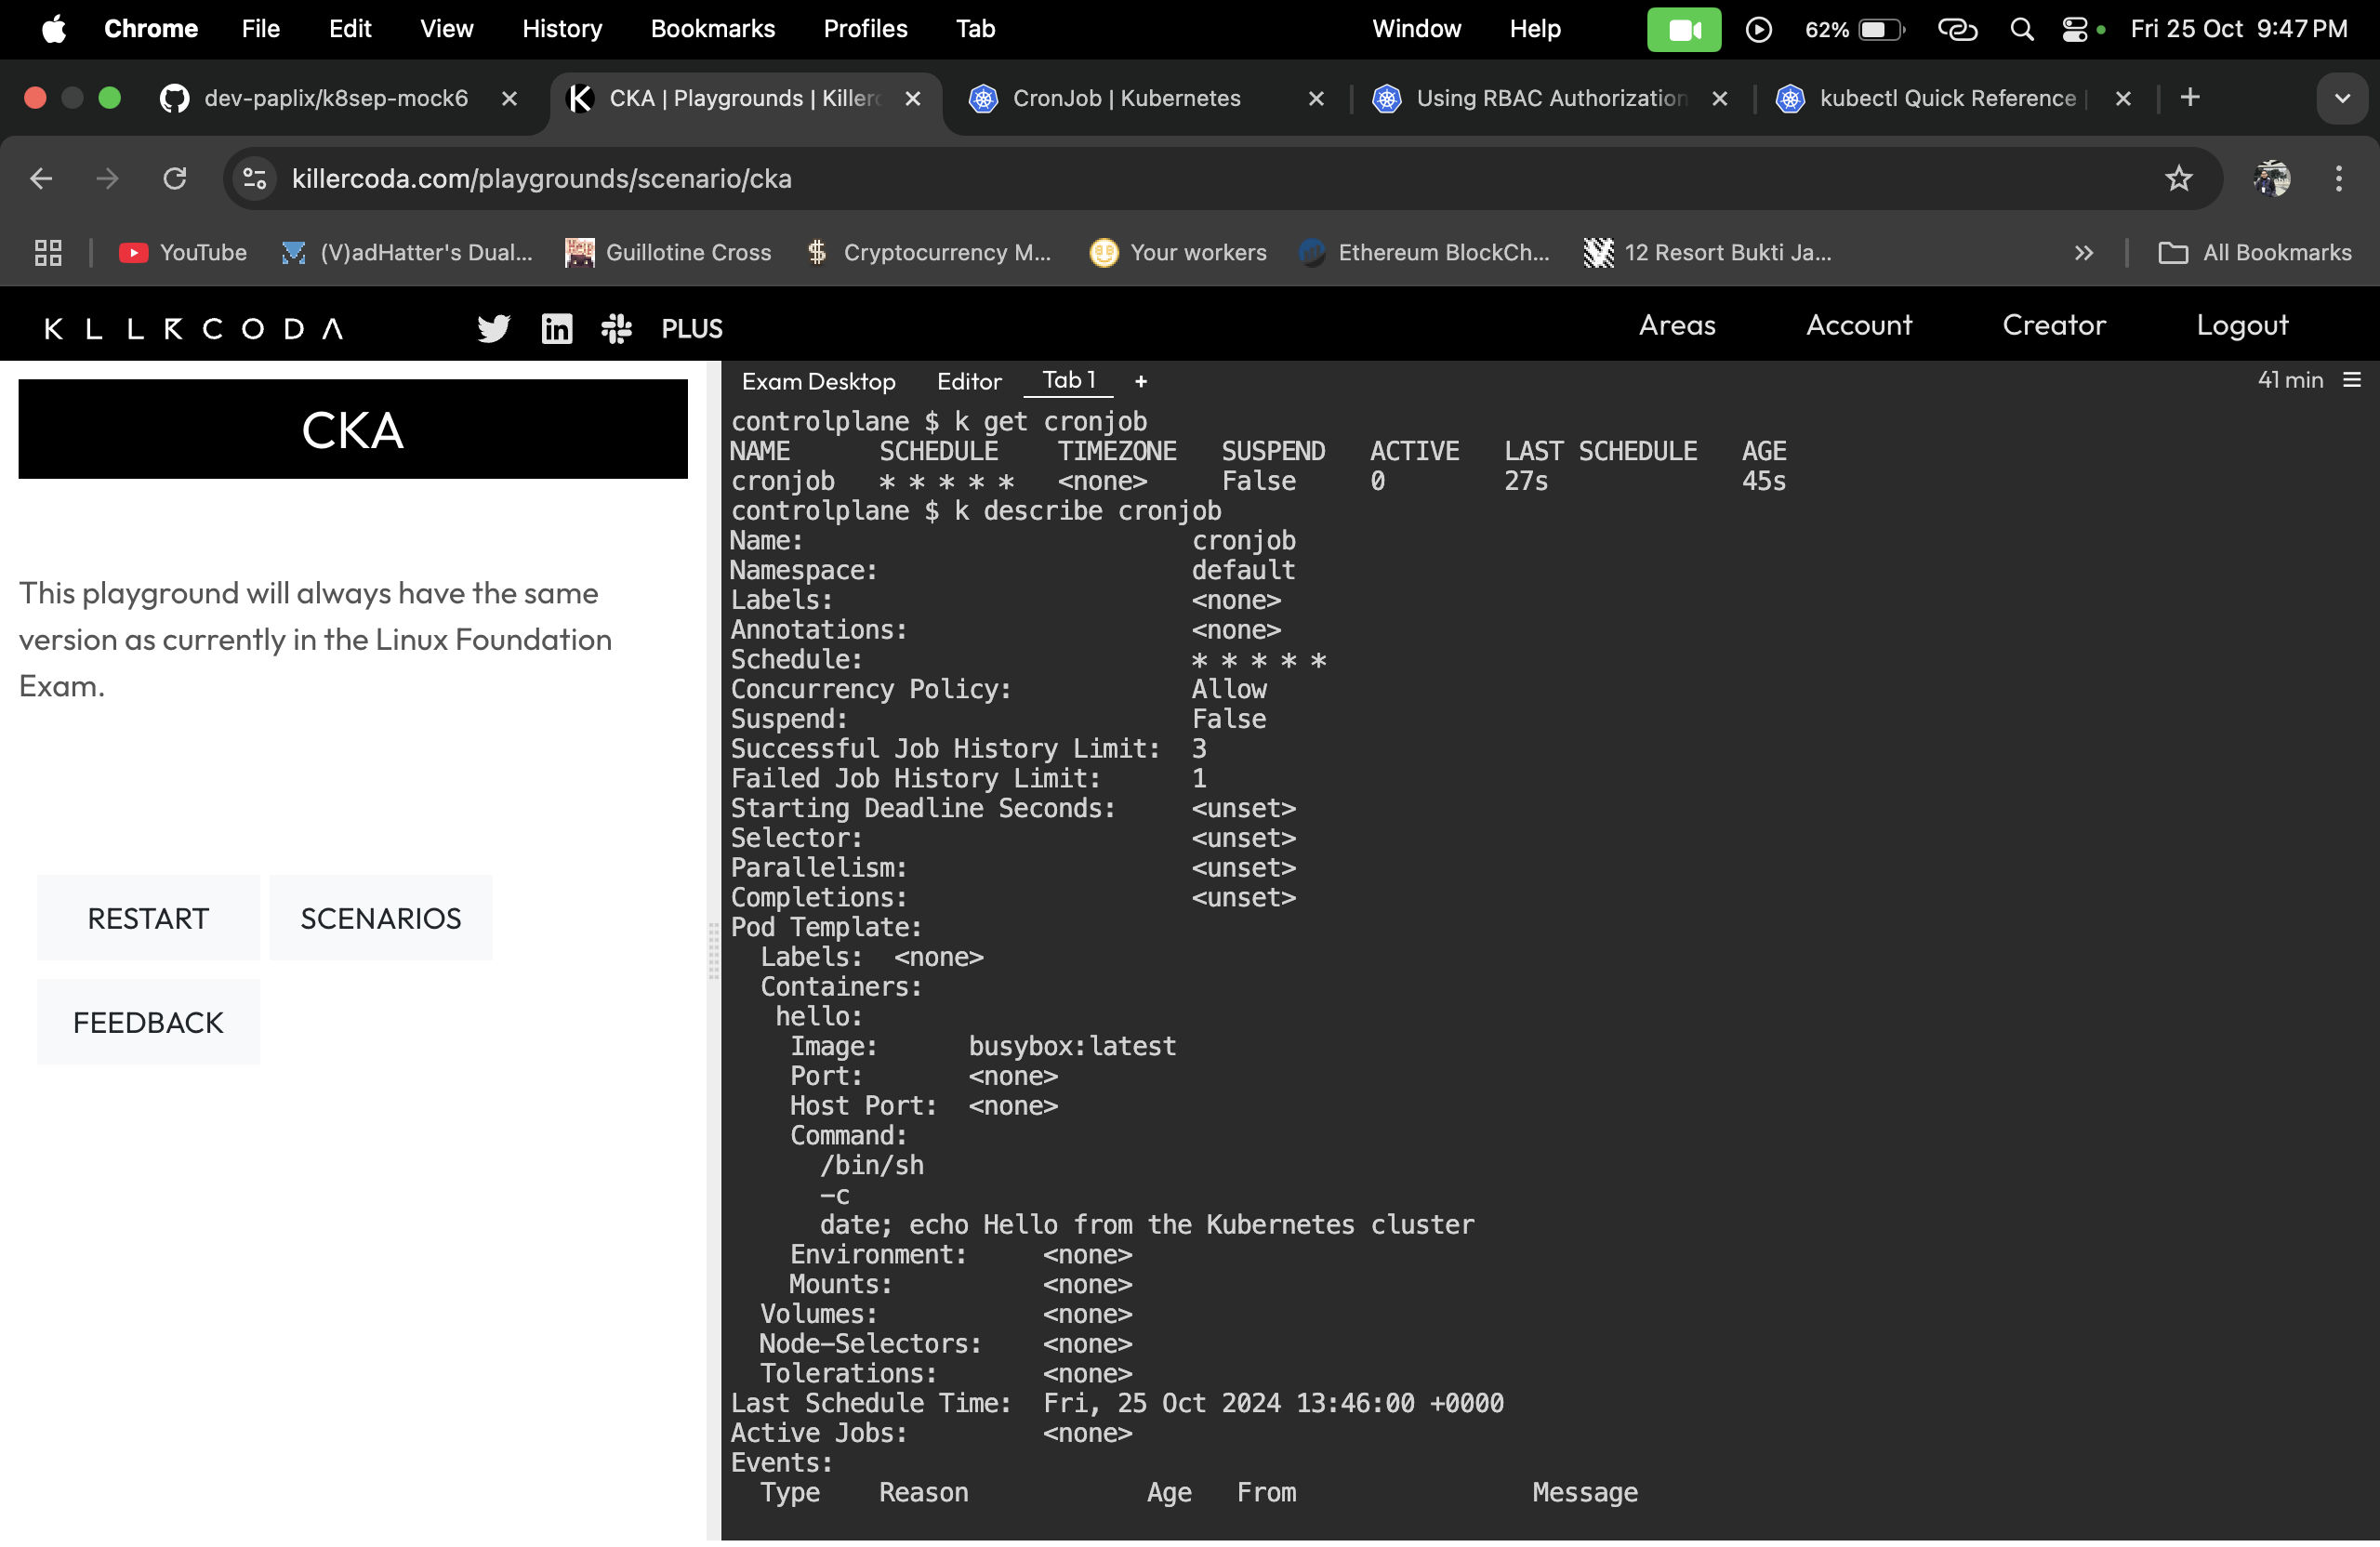 Chrome File Edit View History Bookmarks Profiles Tab Window Help 62% Fri 25 Oct 9:47 PM
dev-paplix/k8sep-mock6 CKA | Playgrounds | Killerc CronJob | Kubernetes Using RBAC Authorization kubectl Quick Reference |
killercoda.com/playgrounds/scenario/cka
YouTube (V)adHatter's Dual... Guillotine Cross Cryptocurrency M... Your workers Ethereum BlockCh... 12 Resort Bukti Ja... » All Bookmarks
KLLRCODA PLUS Areas Account Creator Logout
CKA
This playground will always have the same
version as currently in the Linux Foundation
Exam.
RESTART SCENARIOS
FEEDBACK
Exam Desktop Editor Tab 1 + 41 min
controlplane $ k get cronjob
NAME SCHEDULE TIMEZONE SUSPEND ACTIVE LAST SCHEDULE AGE
cronjob * * * * * <none> False 0 27s 45s
controlplane $ k describe cronjob
Name: cronjob
Namespace: default
Labels: <none>
Annotations: <none>
Schedule: * * * * *
Concurrency Policy: Allow
Suspend: False
Successful Job History Limit: 3
Failed Job History Limit: 1
Starting Deadline Seconds: <unset>
Selector: <unset>
Parallelism: <unset>
Completions: <unset>
Pod Template:
Labels: <none>
Containers:
hello:
Image: busybox:latest
Port: <none>
Host Port: <none>
Command:
/bin/sh
-c
date; echo Hello from the Kubernetes cluster
Environment: <none>
Mounts: <none>
Volumes: <none>
Node-Selectors: <none>
Tolerations: <none>
Last Schedule Time: Fri, 25 Oct 2024 13:46:00 +0000
Active Jobs: <none>
Events:
Type Reason Age From Message